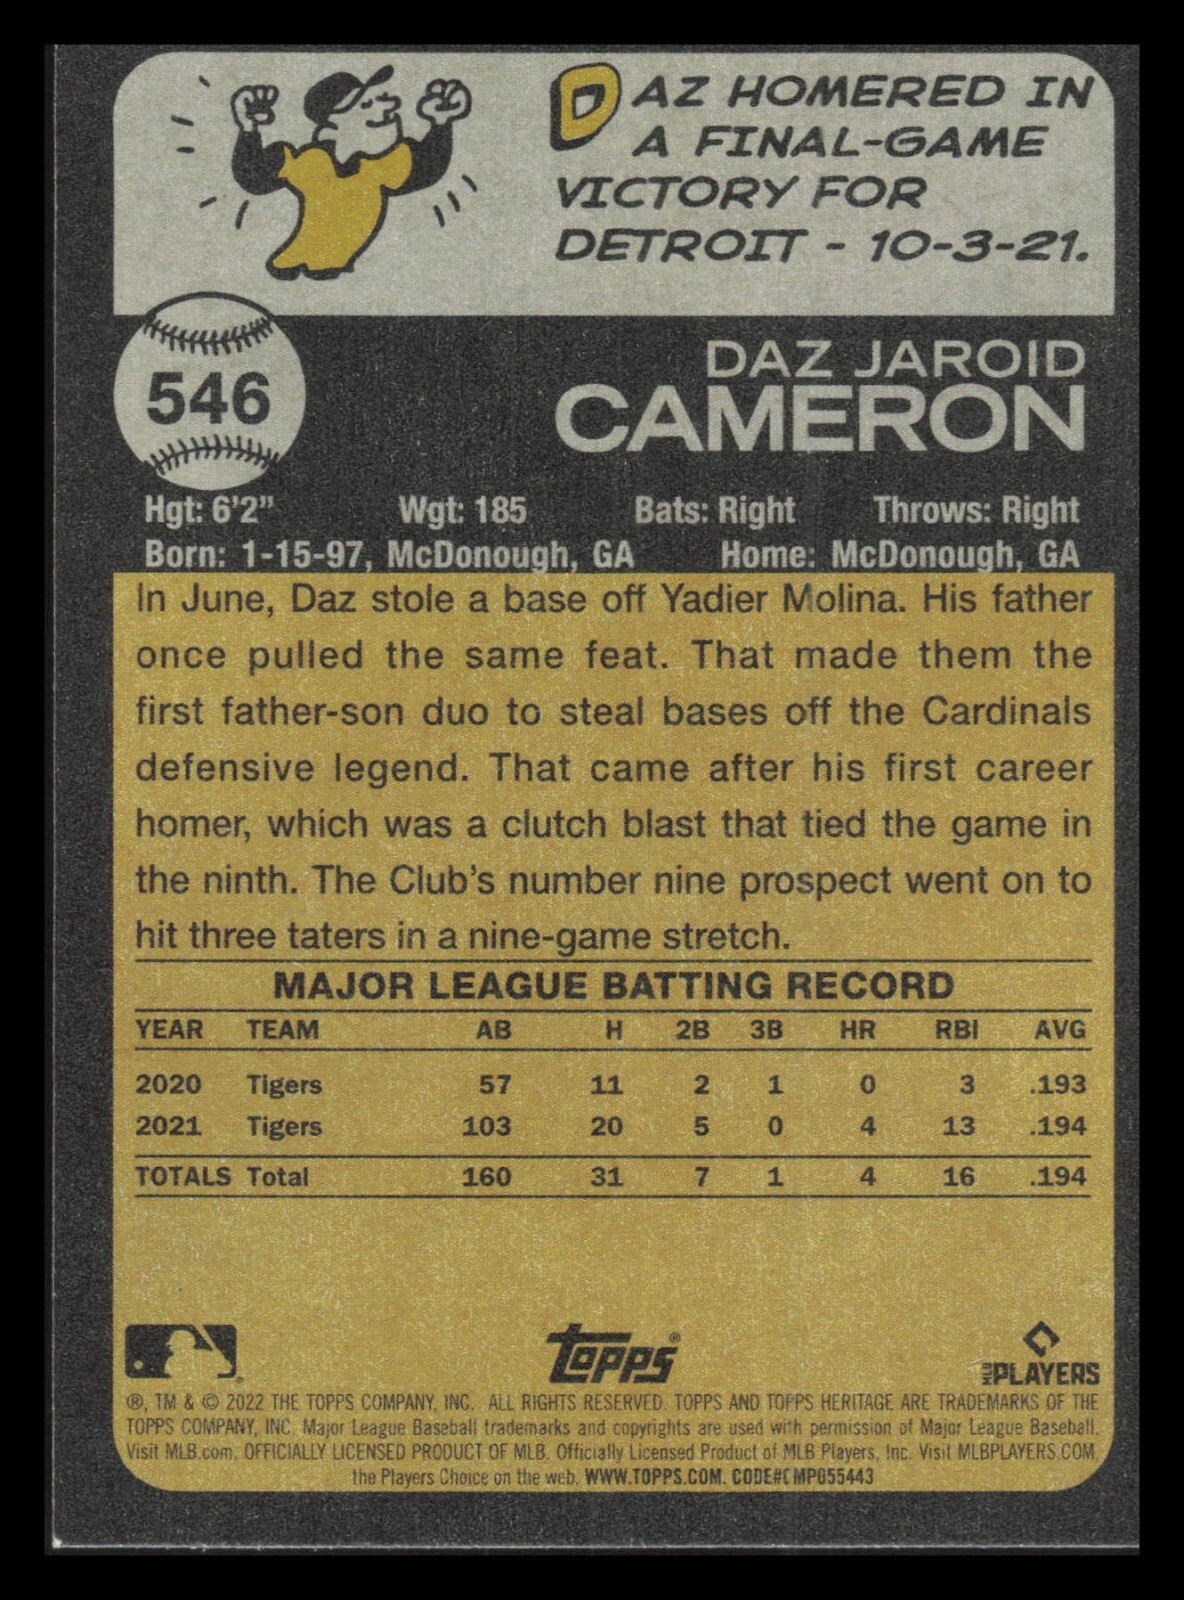 DAZ HOMERED IN
A FINAL-GAME
VICTORY FOR
DETROIT - 10-3-21.
546
DAZ JAROID
CAMERON
Hgt: 6'2" Wgt: 185 Bats: Right Throws: Right
Born: 1-15-97, McDonough, GA Home: McDonough, GA
In June, Daz stole a base off Yadier Molina. His father
once pulled the same feat. That made them the
first father-son duo to steal bases off the Cardinals
defensive legend. That came after his first career
homer, which was a clutch blast that tied the game in
the ninth. The Club's number nine prospect went on to
hit three taters in a nine-game stretch.
MAJOR LEAGUE BATTING RECORD
YEAR TEAM AB H 2B 3B HR RBI AVG
2020 Tigers 57 11 2 1 0 3 .193
2021 Tigers 103 20 5 0 4 13 .194
TOTALS Total 160 31 7 1 4 16 .194
topps®
MLB PLAYERS
®, TM & © 2022 THE TOPPS COMPANY, INC. ALL RIGHTS RESERVED. TOPPS AND TOPPS HERITAGE ARE TRADEMARKS OF THE
TOPPS COMPANY, INC. Major League Baseball trademarks and copyrights are used with permission of Major League Baseball.
Visit MLB.com. OFFICIALLY LICENSED PRODUCT OF MLB. Officially Licensed Product of MLB Players, Inc. Visit MLBPLAYERS.COM,
the Players Choice on the web. WWW.TOPPS.COM. CODE#CMP055443